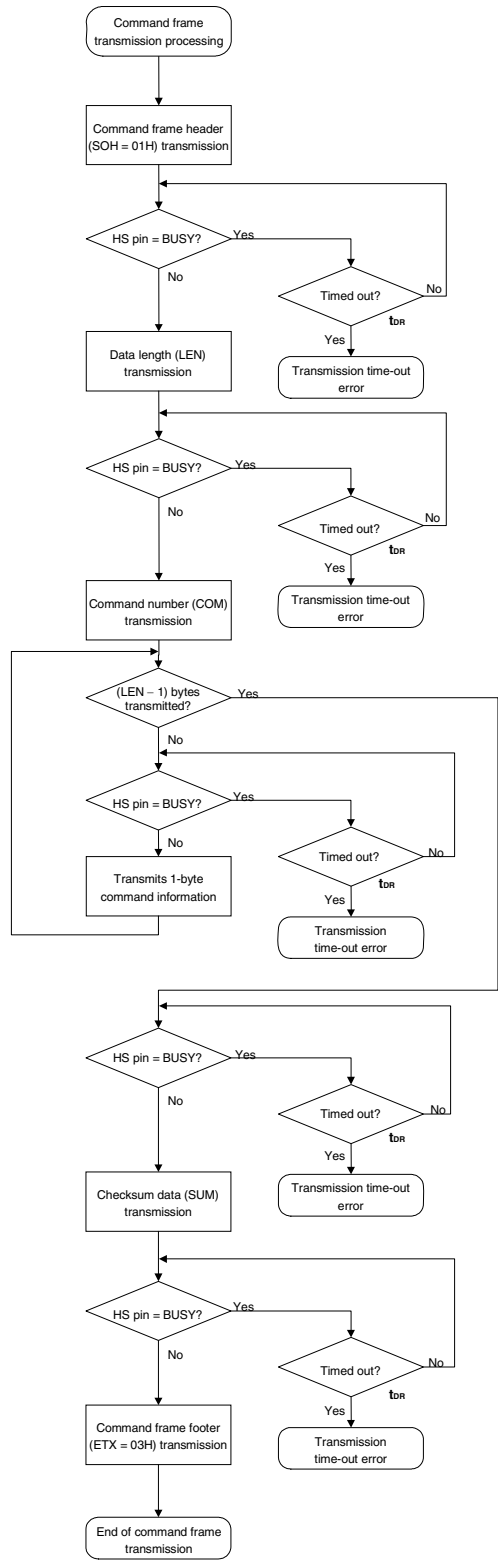 Command frame
transmission processing
Command frame header
(SOH = 01H) transmission
HS pin = BUSY?
Yes
No
Timed out?
No
tDR
Yes
Transmission time-out
error
Data length (LEN)
transmission
HS pin = BUSY?
Yes
No
Timed out?
No
tDR
Yes
Transmission time-out
error
Command number (COM)
transmission
(LEN − 1) bytes
transmitted?
Yes
No
HS pin = BUSY?
Yes
No
Timed out?
No
tDR
Yes
Transmission
time-out error
Transmits 1-byte
command information
HS pin = BUSY?
Yes
No
Timed out?
No
tDR
Yes
Transmission time-out
error
Checksum data (SUM)
transmission
HS pin = BUSY?
Yes
No
Timed out?
No
tDR
Yes
Transmission
time-out error
Command frame footer
(ETX = 03H) transmission
End of command frame
transmission